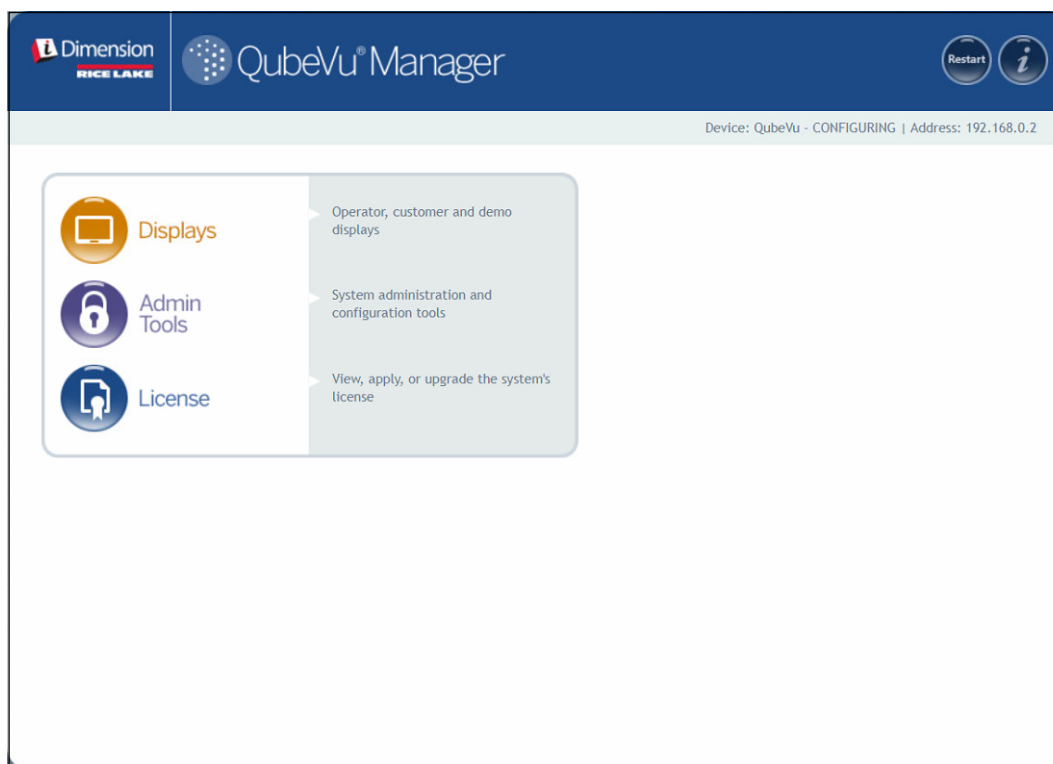 iDimension
RICE LAKE
QubeVu® Manager
Restart
i
Device: QubeVu - CONFIGURING | Address: 192.168.0.2
Displays
Operator, customer and demo
displays
Admin
Tools
System administration and
configuration tools
License
View, apply, or upgrade the system's
license